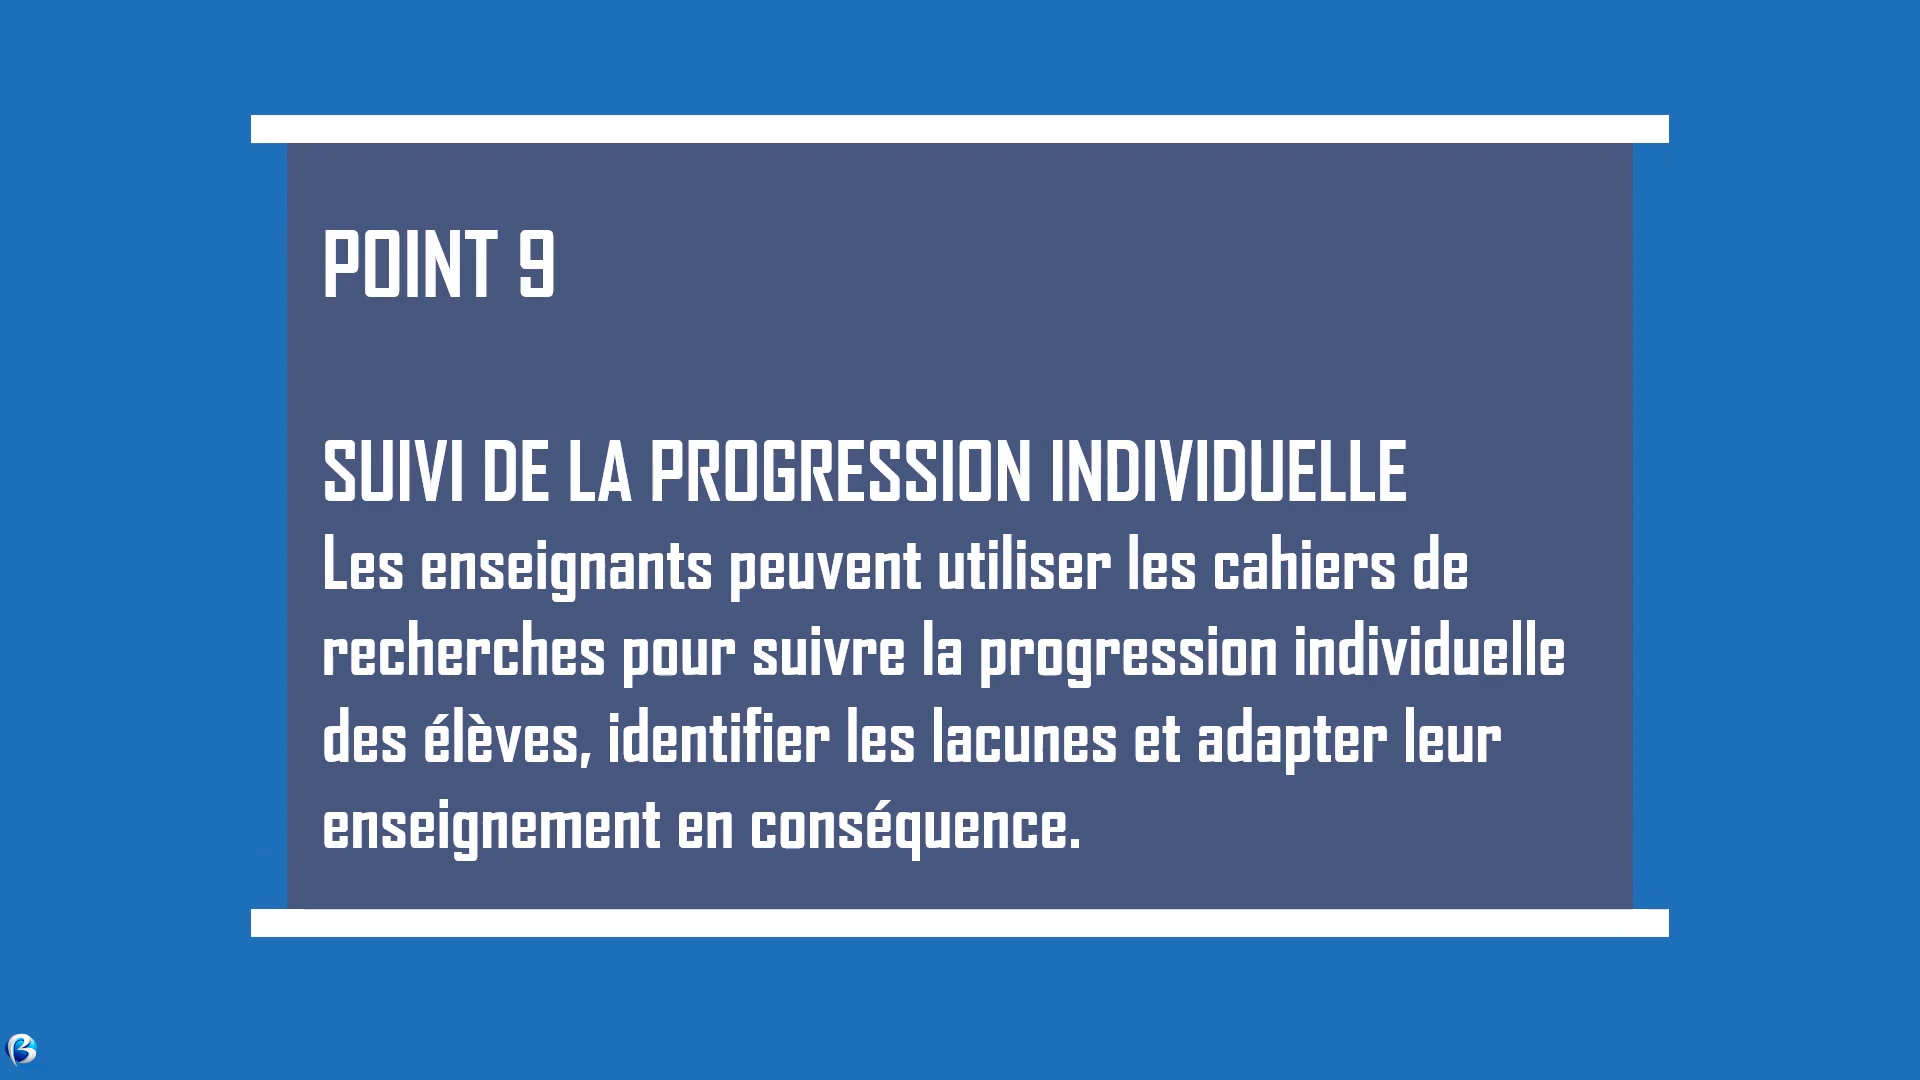 POINT 9
SUIVI DE LA PROGRESSION INDIVIDUELLE
Les enseignants peuvent utiliser les cahiers de
recherches pour suivre la progression individuelle
des élèves, identifier les lacunes et adapter leur
enseignement en conséquence.